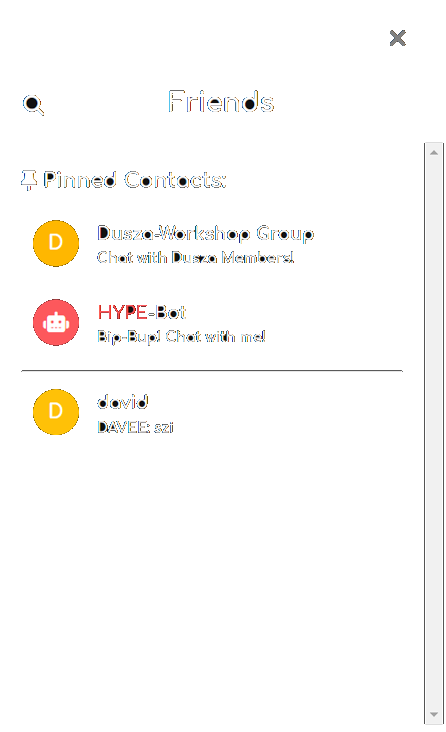 Friends
Pinned Contacts:
D
Dusza-Workshop Group
Chat with Dusza Members!
HYPE-Bot
Bip-Bup! Chat with me!
D
david
DAVEE: szi